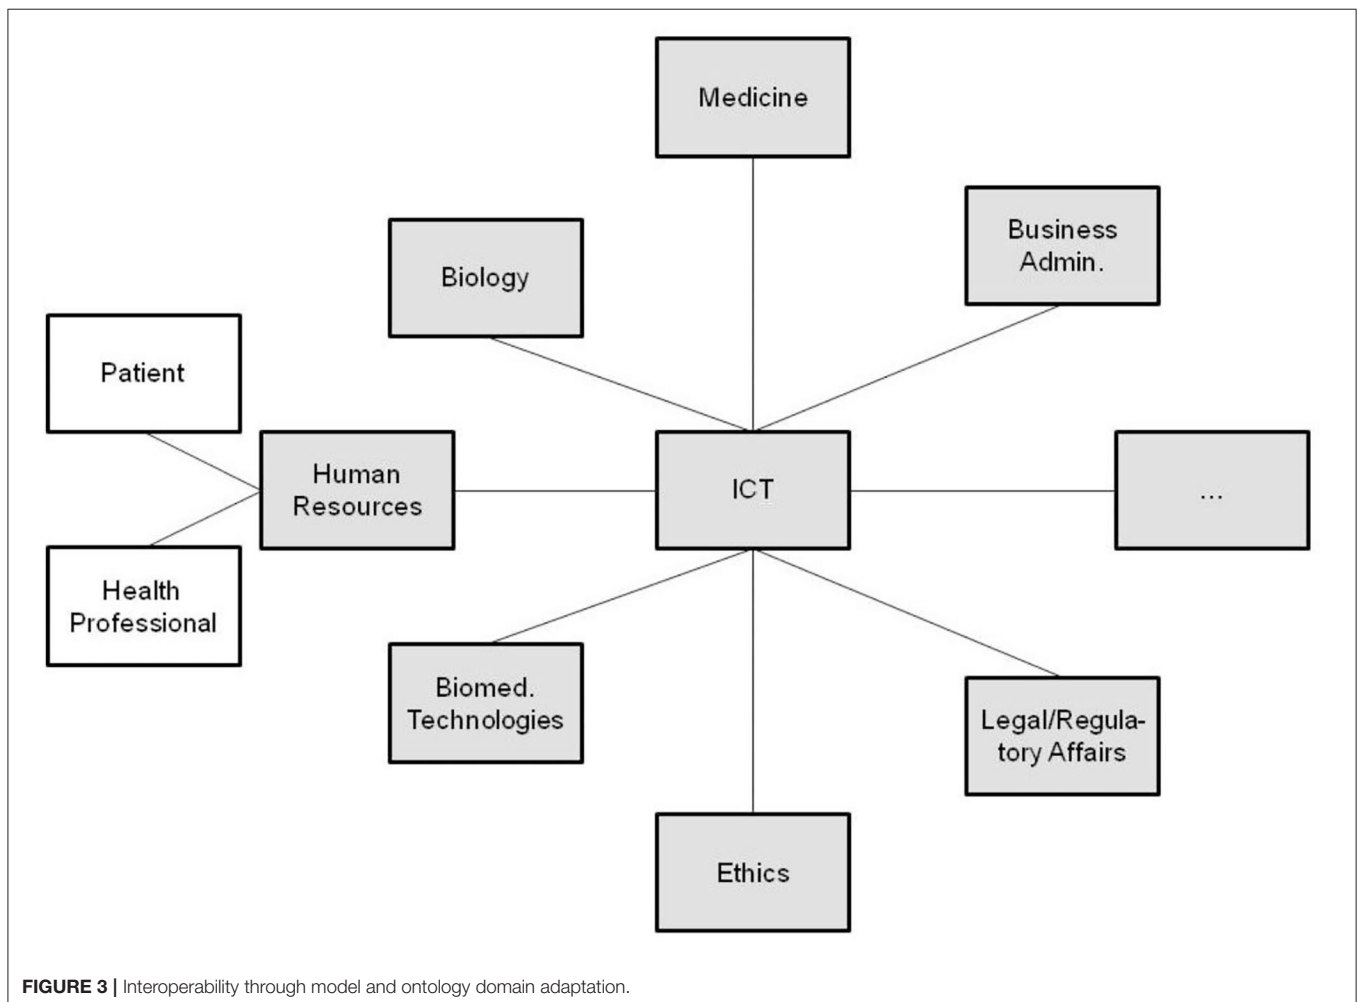 Medicine
Business
Admin.
Biology
Patient
Human
Resources
ICT
...
Health
Professional
Biomed.
Technologies
Legal/Regula-
tory Affairs
Ethics
FIGURE 3 | Interoperability through model and ontology domain adaptation.